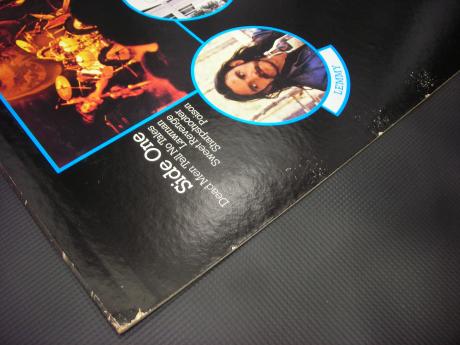 LEMMY
Side One
Dead Men Tell No Tales
Lawman
Sweet Revenge
Sharpshooter
Poison